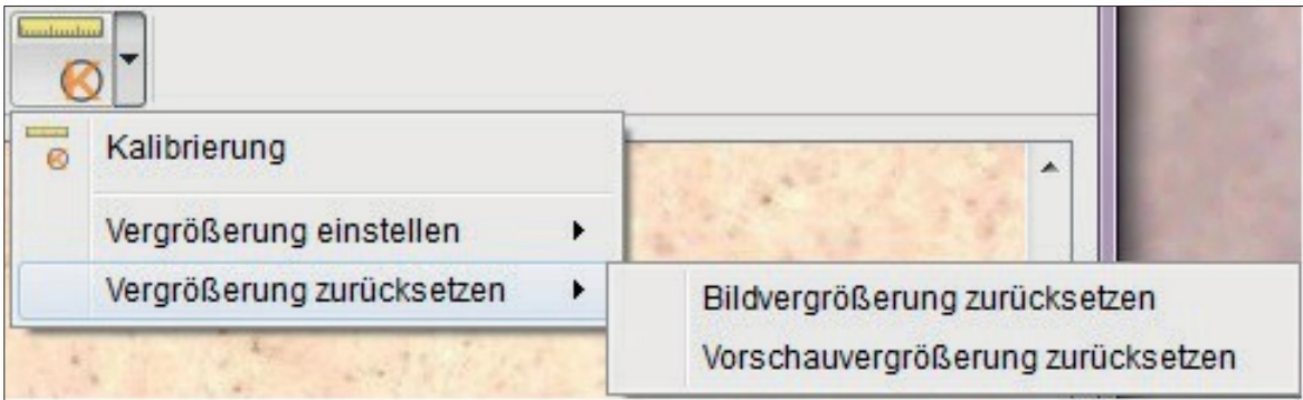 K
Kalibrierung
K
Vergrößerung einstellen
Vergrößerung zurücksetzen
Bildvergrößerung zurücksetzen
Vorschauvergrößerung zurücksetzen